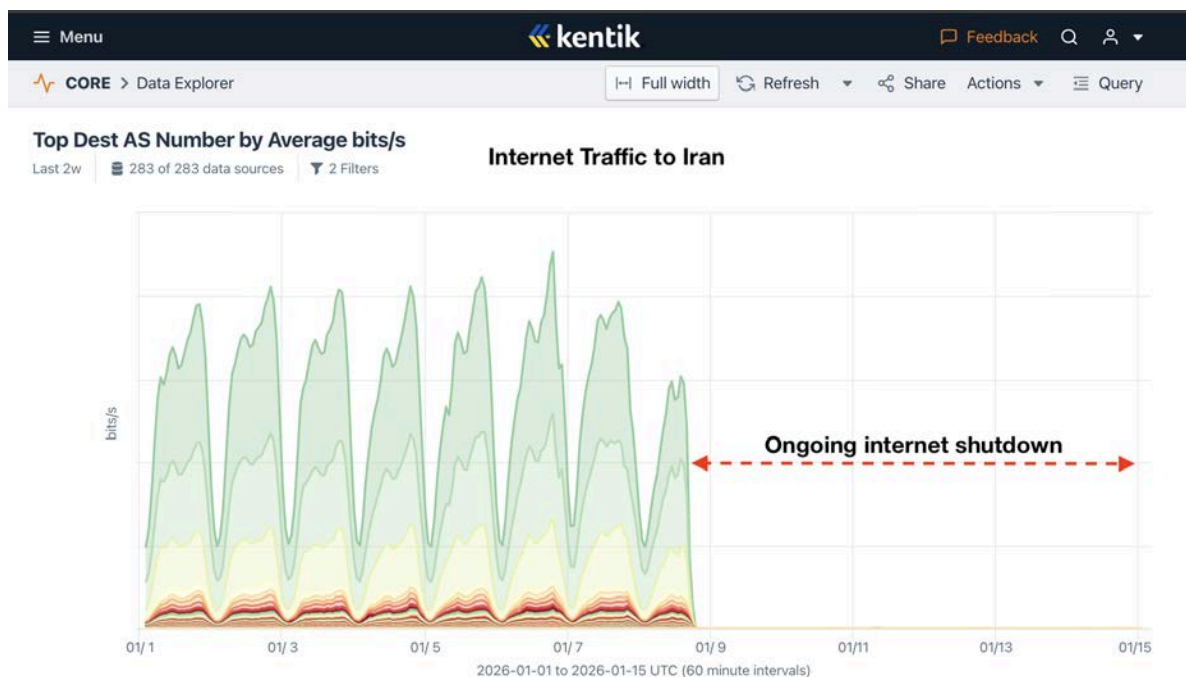 Menu
kentik
Feedback
CORE > Data Explorer
Full width
Refresh
Share
Actions
Query
Top Dest AS Number by Average bits/s
Last 2w
283 of 283 data sources
2 Filters
Internet Traffic to Iran
bits/s
Ongoing internet shutdown
01/ 1
01/ 3
01/ 5
01/ 7
01/ 9
01/11
01/13
01/15
2026-01-01 to 2026-01-15 UTC (60 minute intervals)